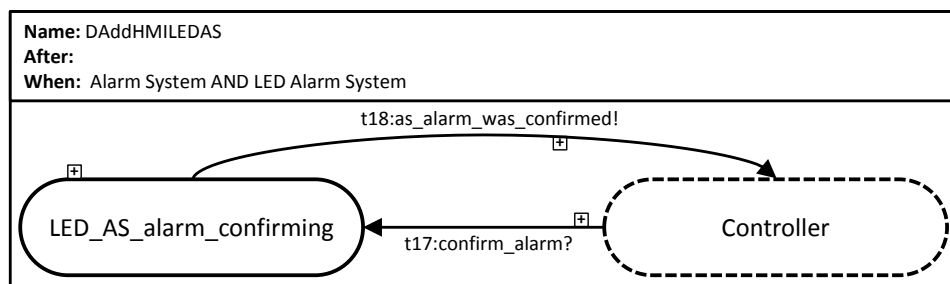 Name: DAddHMILEDAS
After:
When: Alarm System AND LED Alarm System
t18:as_alarm_was_confirmed!
+
+
LED_AS_alarm_confirming
+
Controller
t17:confirm_alarm?